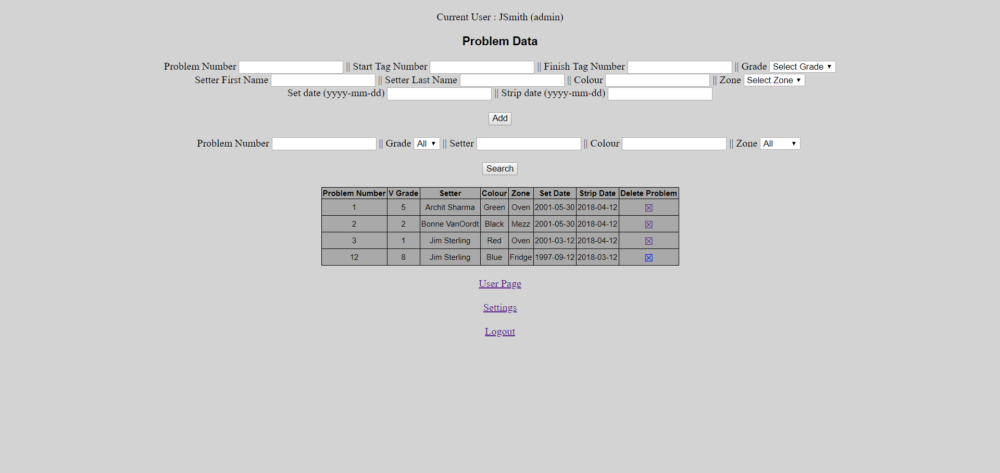 Current User : JSmith (admin)
Problem Data
Problem Number || Start Tag Number || Finish Tag Number || Grade Select Grade ▼
Setter First Name || Setter Last Name || Colour || Zone Select Zone ▼
Set date (yyyy-mm-dd) || Strip date (yyyy-mm-dd)
Add
Problem Number || Grade All ▼ || Setter || Colour || Zone All ▼
Search
Problem Number V Grade Setter Colour Zone Set Date Strip Date Delete Problem
1 5 Archit Sharma Green Oven 2001-05-30 2018-04-12 ☒
2 2 Bonne VanOordt Black Mezz 2001-05-30 2018-04-12 ☒
3 1 Jim Sterling Red Oven 2001-03-12 2018-04-12 ☒
12 8 Jim Sterling Blue Fridge 1997-09-12 2018-03-12 ☒
User Page
Settings
Logout